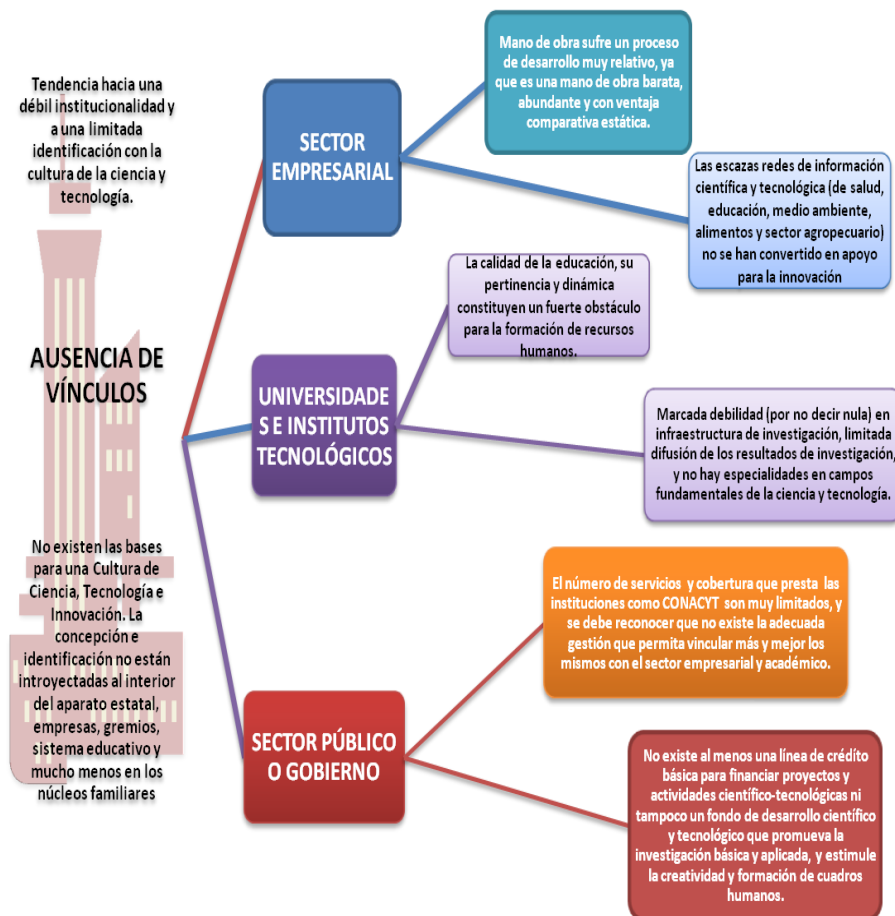 Tendencia hacia una
débil institucionalidad y
a una limitada
identificación con la
cultura de la ciencia y
tecnología.
AUSENCIA DE
VÍNCULOS
No existen las bases
para una Cultura de
Ciencia, Tecnología e
Innovación. La
concepción e
identificación no están
introyectadas al interior
del aparato estatal,
empresas, gremios,
sistema educativo y
mucho menos en los
núcleos familiares
SECTOR
EMPRESARIAL
Mano de obra sufre un proceso
de desarrollo muy relativo, ya
que es una mano de obra barata,
abundante y con ventaja
comparativa estática.
Las escazas redes de información
científica y tecnológica (de salud,
educación, medio ambiente,
alimentos y sector agropecuario)
no se han convertido en apoyo
para la innovación
UNIVERSIDADE
S E INSTITUTOS
TECNOLÓGICOS
La calidad de la educación, su
pertinencia y dinámica
constituyen un fuerte obstáculo
para la formación de recursos
humanos.
Marcada debilidad (por no decir nula) en
infraestructura de investigación, limitada
difusión de los resultados de investigación,
y no hay especialidades en campos
fundamentales de la ciencia y tecnología.
SECTOR PÚBLICO
O GOBIERNO
El número de servicios y cobertura que presta las
instituciones como CONACYT son muy limitados, y
se debe reconocer que no existe la adecuada
gestión que permita vincular más y mejor los
mismos con el sector empresarial y académico.
No existe al menos una línea de crédito
básica para financiar proyectos y
actividades científico-tecnológicas ni
tampoco un fondo de desarrollo científico
y tecnológico que promueva la
investigación básica y aplicada, y estimule
la creatividad y formación de cuadros
humanos.